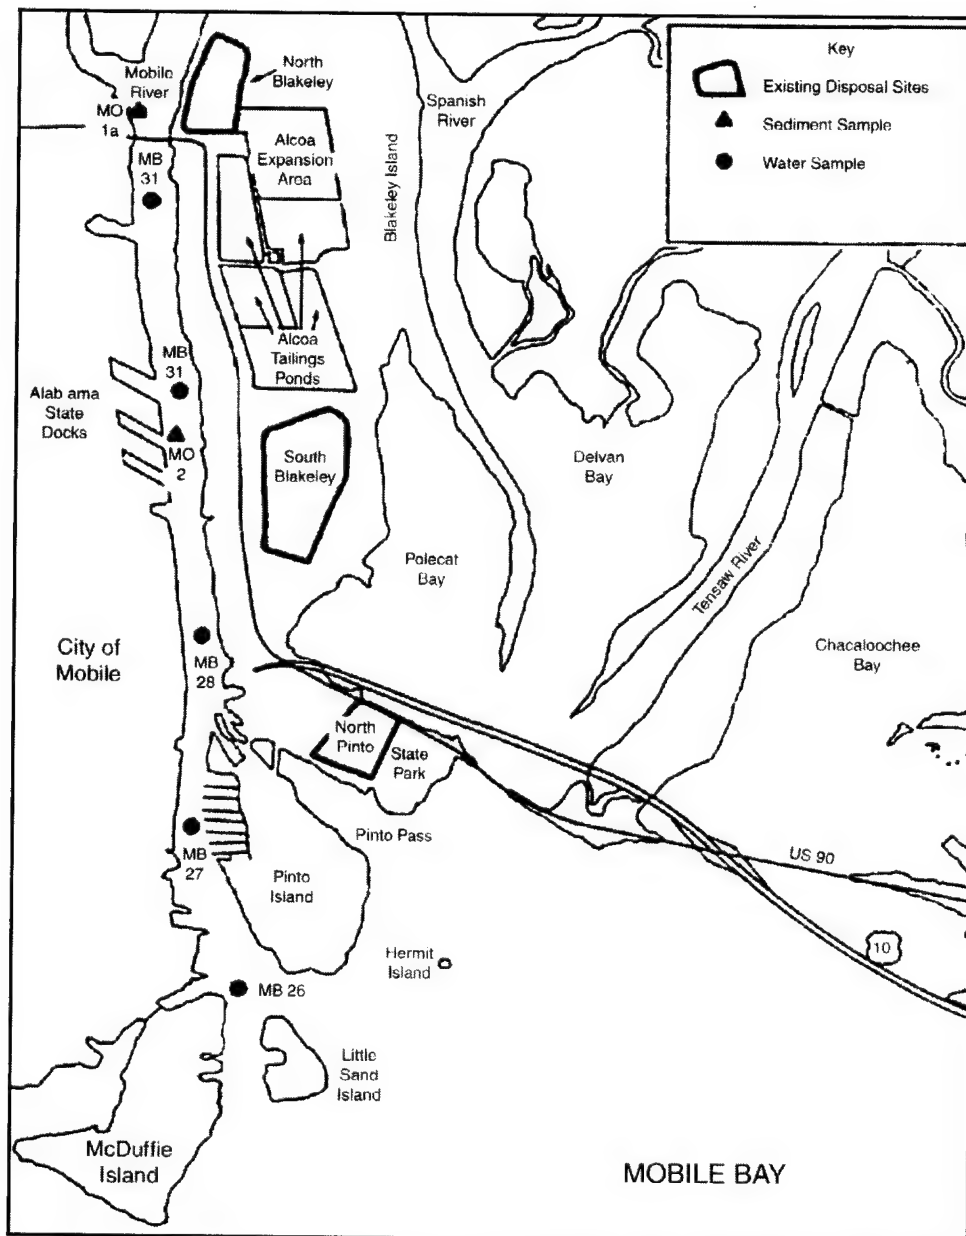 Key
Existing Disposal Sites
Sediment Sample
Water Sample
North
Blakeley
Mobile
River
MO
1a
MB
31
Alcoa
Expansion
Area
Blakeley Island
Spanish
River
MB
31
Alcoa
Tailings
Ponds
Alabama
State
Docks
MO
2
South
Blakeley
Delvan
Bay
Polecat
Bay
Tensaw River
City of
Mobile
MB
28
Chacaloochee
Bay
North
Pinto
State
Park
Pinto Pass
MB
27
Pinto
Island
US 90
10
Hermit
Island
MB 26
Little
Sand
Island
McDuffie
Island
MOBILE BAY